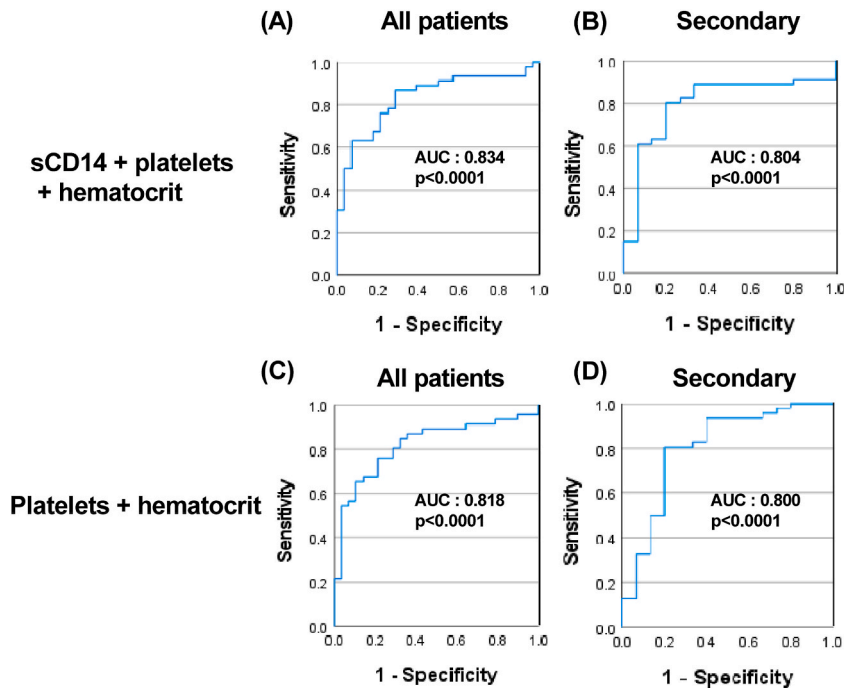 (A) All patients
(B) Secondary
sCD14 + platelets
+ hematocrit
Sensitivity
1.0
0.8
0.6
0.4
0.2
0.0
AUC : 0.834
p<0.0001
0.0 0.2 0.4 0.6 0.8 1.0
1 - Specificity
Sensitivity
1.0
0.8
0.6
0.4
0.2
0.0
AUC : 0.804
p<0.0001
0.0 0.2 0.4 0.6 0.8 1.0
1 - Specificity
(C) All patients
(D) Secondary
Platelets + hematocrit
Sensitivity
1.0
0.8
0.6
0.4
0.2
0.0
AUC : 0.818
p<0.0001
0.0 0.2 0.4 0.6 0.8 1.0
1 - Specificity
Sensitivity
1.0
0.8
0.6
0.4
0.2
0.0
AUC : 0.800
p<0.0001
0.0 0.2 0.4 0.6 0.8 1.0
1 - Specificity